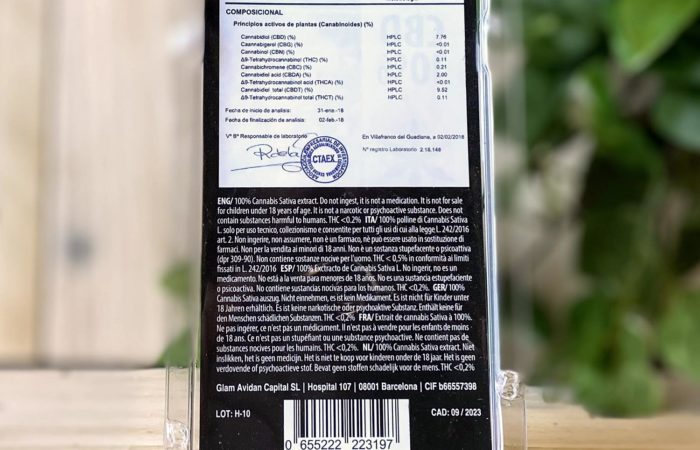 COMPOSICIONAL
Principios activos de plantas (Canabinoides) (%)
Cannabidiol (CBD) (%) HPLC 7.76
Caannabigerol (CBG) (%) HPLC <0.01
Cannabinol (CBN) (%) HPLC <0.01
Δ9-Tetrahydrocannabinol (THC) (%) HPLC 0.11
Cannabichromene (CBC) (%) HPLC 0.21
Cannabidiol acid (CBDA) (%) HPLC 2.00
Δ9-Tetrahydrocannabinol acid (THCA) (%) HPLC <0.01
Cannabidiol total (CBDT) (%) HPLC 9.52
Δ9-Tetrahydrocannabinol total (THCT) (%) HPLC 0.11
Fecha de inicio de analisis: 31-ene.-18
Fecha de finalización de analisis: 02-feb.-18
Vº Bº Responsable de laboratorio En Villafranco del Guadiana, a 02/02/2018
CTAEX
Nº registro Laboratorio 2.18.148
ENG/ 100% Cannabis Sativa extract. Do not ingest, it is not a medication. It is not for sale
for children under 18 years of age. It is not a narcotic or psychoactive substance. Does not
contain substances harmful to humans. THC <0.2% ITA/ 100% polline di Cannabis Sativa
L. solo per uso tecnico, collezionismo e consentite per tutti gli usi di cui alla legge L. 242/2016
art. 2. Non ingerire, non assumere, non è un farmaco, nè può essere usato in sostituzione di
farmaci. Non per la vendita ai minori di 18 anni. Non è un sostanza stupefacente o psicoattiva
(dpr 309-90). Non contiene sostanze nocive per l'uomo. THC < 0,5% in conformità ai limiti
fissati in L. 242/2016 ESP/ 100% Exctracto de Cannabis Sativa L. No ingerir, no es un
medicamento. No está a la venta para menores de 18 años. No es una sustancia estupefaciente
o psicoactiva. No contiene sustancias nocivas para los humanos. THC <0,2%. GER/ 100%
Cannabis Sativa auszug. Nicht einnehmen, es ist kein Medikament. Es ist nicht für Kinder unter
18 Jahren erhältlich. Es ist keine narkotische oder psychoaktive Substanz. Enthält keine für
den Menschen schädlichen Substanzen. THC <0,2% FRA/ Extrait de cannabis Sativa à 100%.
Ne pas ingérer, ce n'est pas un médicament. Il n'est pas à vendre pour les enfants de moins
de 18 ans. Ce n'est pas un stupéfiant ou une substance psychoactive. Ne contient pas de
substances nocives pour les humains. THC <0,2%. NL/ 100% Cannabis Sativa extract. Niet
inslikken, het is geen medicijn. Het is niet te koop voor kinderen onder de 18 jaar. Het is geen
verdovende of psychoactieve stof. Bevat geen stoffen schadelijk voor de mens. THC <0,2%
Glam Avidan Capital SL | Hospital 107 | 08001 Barcelona | CIF b66557398
LOT: H-10 CAD: 09 / 2023
0 655222 223197